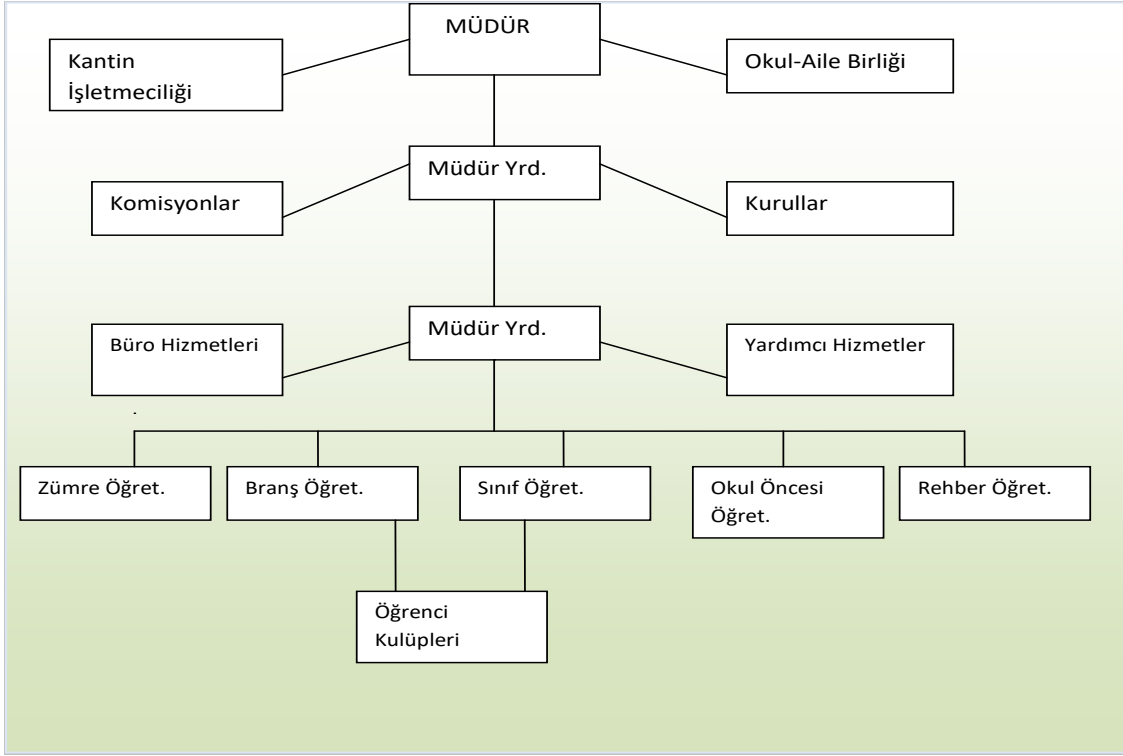 MÜDÜR
Kantin
İşletmeciliği
Okul-Aile Birliği
Müdür Yrd.
Komisyonlar
Kurullar
Müdür Yrd.
Büro Hizmetleri
Yardımcı Hizmetler
.
Zümre Öğret.
Branş Öğret.
Sınıf Öğret.
Okul Öncesi
Öğret.
Rehber Öğret.
Öğrenci
Kulüpleri